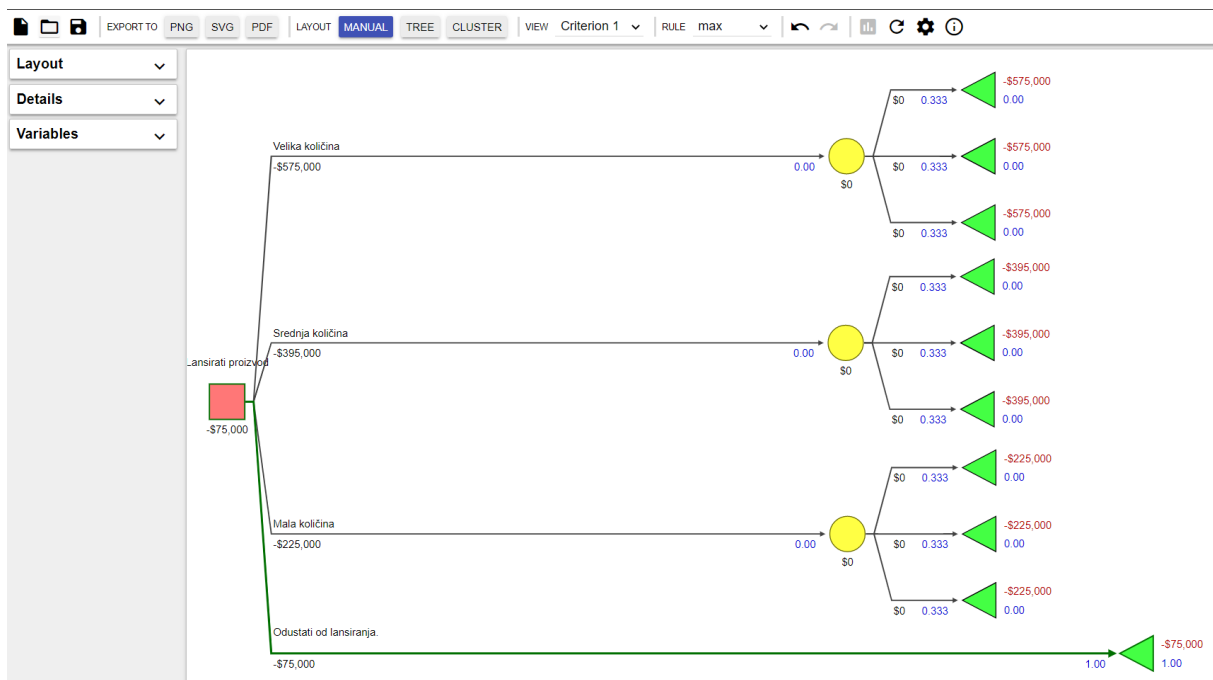 EXPORT TO PNG SVG PDF LAYOUT MANUAL TREE CLUSTER VIEW Criterion 1 RULE max
Layout
Details
Variables
-$575,000
$0 0.333 0.00
Velika količina
-$575,000
-$575,000 0.00 $0 0.333 0.00
$0
-$575,000
$0 0.333 0.00
-$395,000
$0 0.333 0.00
Srednja količina
-$395,000
-$395,000 0.00 $0 0.333 0.00
Lansirati proizvod
$0
-$395,000
$0 0.333 0.00
-$75,000
-$225,000
$0 0.333 0.00
Mala količina
-$225,000
-$225,000 0.00 $0 0.333 0.00
$0
-$225,000
$0 0.333 0.00
Odustati od lansiranja.
-$75,000
-$75,000 1.00 1.00